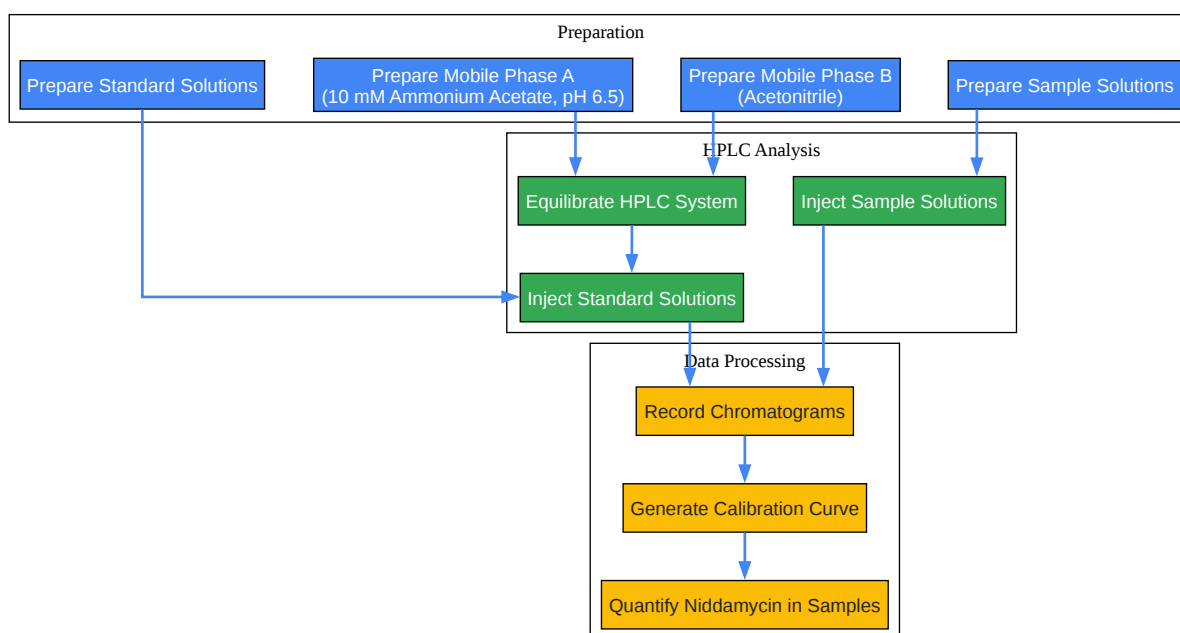 Preparation
Prepare Standard Solutions
Prepare Mobile Phase A
(10 mM Ammonium Acetate, pH 6.5)
Prepare Mobile Phase B
(Acetonitrile)
Prepare Sample Solutions
HPLC Analysis
Equilibrate HPLC System
Inject Sample Solutions
Inject Standard Solutions
Data Processing
Record Chromatograms
Generate Calibration Curve
Quantify Niddamycin in Samples